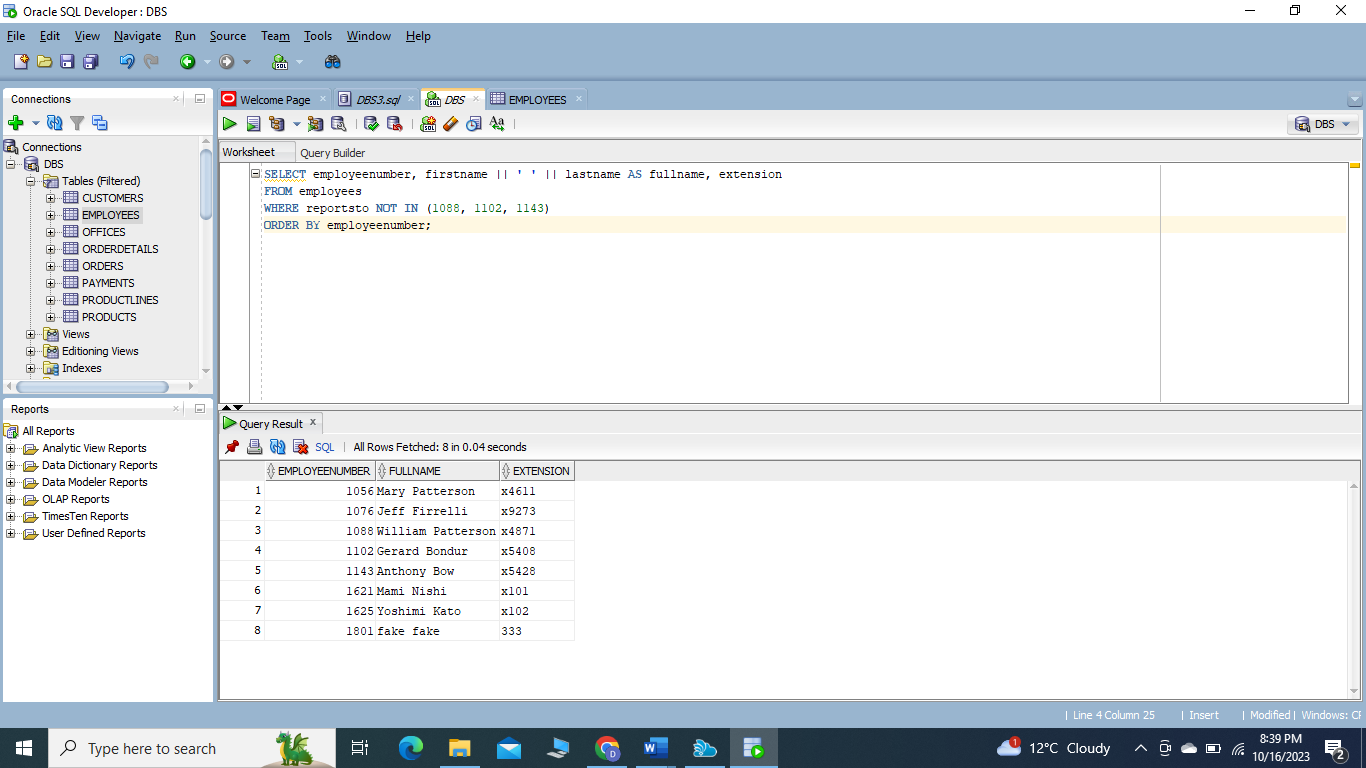 Oracle SQL Developer : DBS
File Edit View Navigate Run Source Team Tools Window Help
Connections
Connections
DBS
Tables (Filtered)
CUSTOMERS
EMPLOYEES
OFFICES
ORDERDETAILS
ORDERS
PAYMENTS
PRODUCTLINES
PRODUCTS
Views
Editioning Views
Indexes
Reports
All Reports
Analytic View Reports
Data Dictionary Reports
Data Modeler Reports
OLAP Reports
TimesTen Reports
User Defined Reports
Welcome Page DBS3.sql DBS EMPLOYEES
DBS
Worksheet Query Builder
SELECT employeenumber, firstname || ' ' || lastname AS fullname, extension
FROM employees
WHERE reportsto NOT IN (1088, 1102, 1143)
ORDER BY employeenumber;
Query Result
SQL | All Rows Fetched: 8 in 0.04 seconds
EMPLOYEENUMBER FULLNAME EXTENSION
1 1056 Mary Patterson x4611
2 1076 Jeff Firrelli x9273
3 1088 William Patterson x4871
4 1102 Gerard Bondur x5408
5 1143 Anthony Bow x5428
6 1621 Mami Nishi x101
7 1625 Yoshimi Kato x102
8 1801 fake fake 333
| Line 4 Column 25 | Insert | Modified | Windows: CF
Type here to search
1 12°C Cloudy
8:39 PM
10/16/2023
2